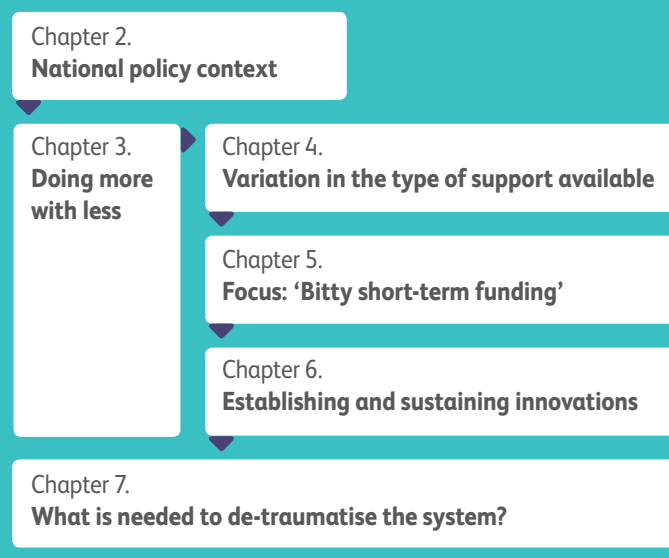 Chapter 2.
National policy context
Chapter 3.
Doing more
with less
Chapter 4.
Variation in the type of support available
Chapter 5.
Focus: ‘Bitty short-term funding’
Chapter 6.
Establishing and sustaining innovations
Chapter 7.
What is needed to de-traumatise the system?